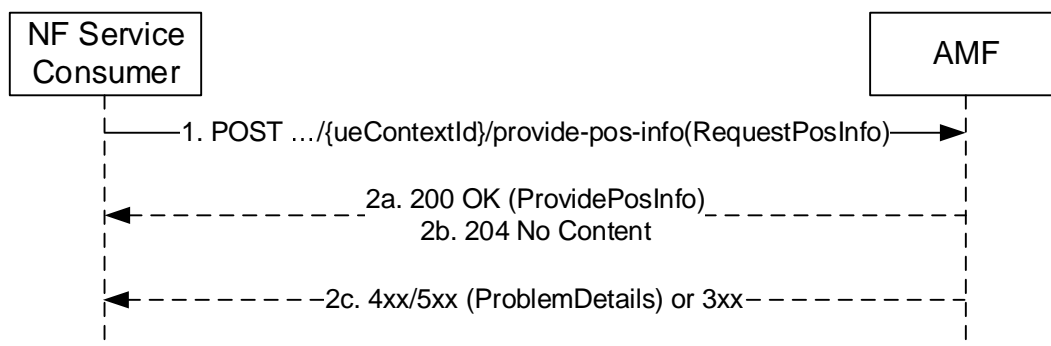 NF Service
Consumer
AMF
1. POST …/{ueContextId}/provide-pos-info(RequestPosInfo)
2a. 200 OK (ProvidePosInfo)
2b. 204 No Content
2c. 4xx/5xx (ProblemDetails) or 3xx